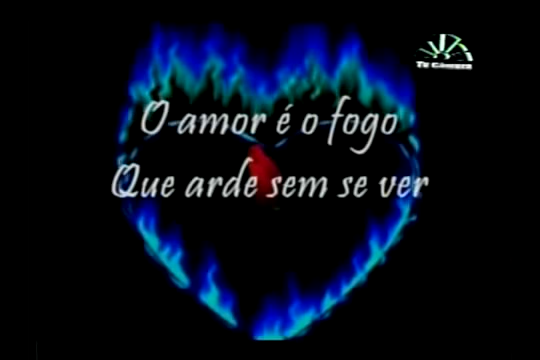 TV Câmara
O amor é o fogo
Que arde sem se ver